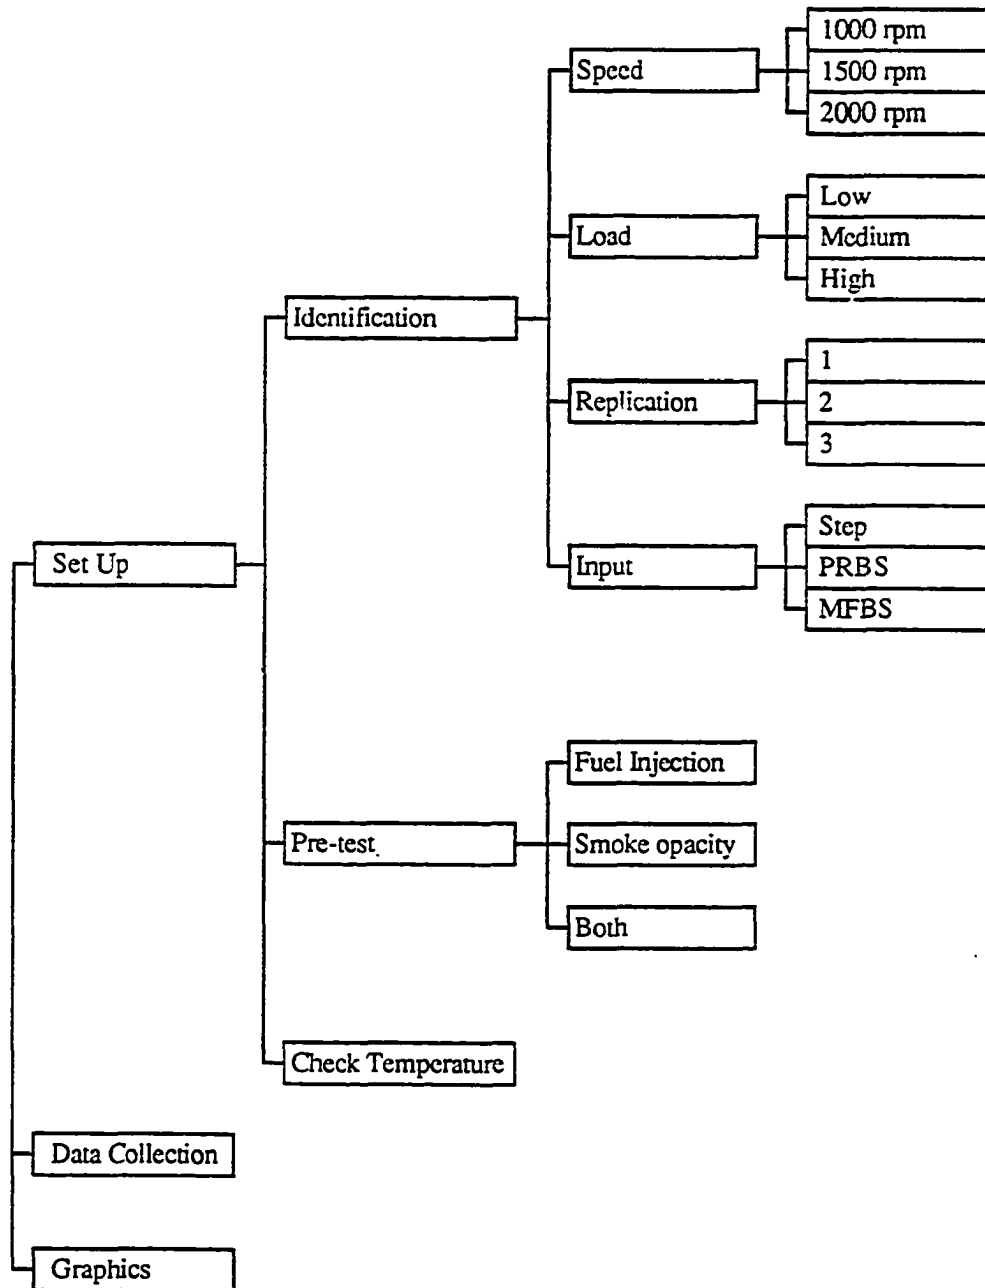 1000 rpm
Speed
1500 rpm
2000 rpm
Low
Load
Medium
High
Identification
1
Replication
2
3
Step
Set Up
Input
PRBS
MFBS
Fuel Injection
Pre-test
Smoke opacity
Both
Check Temperature
Data Collection
Graphics